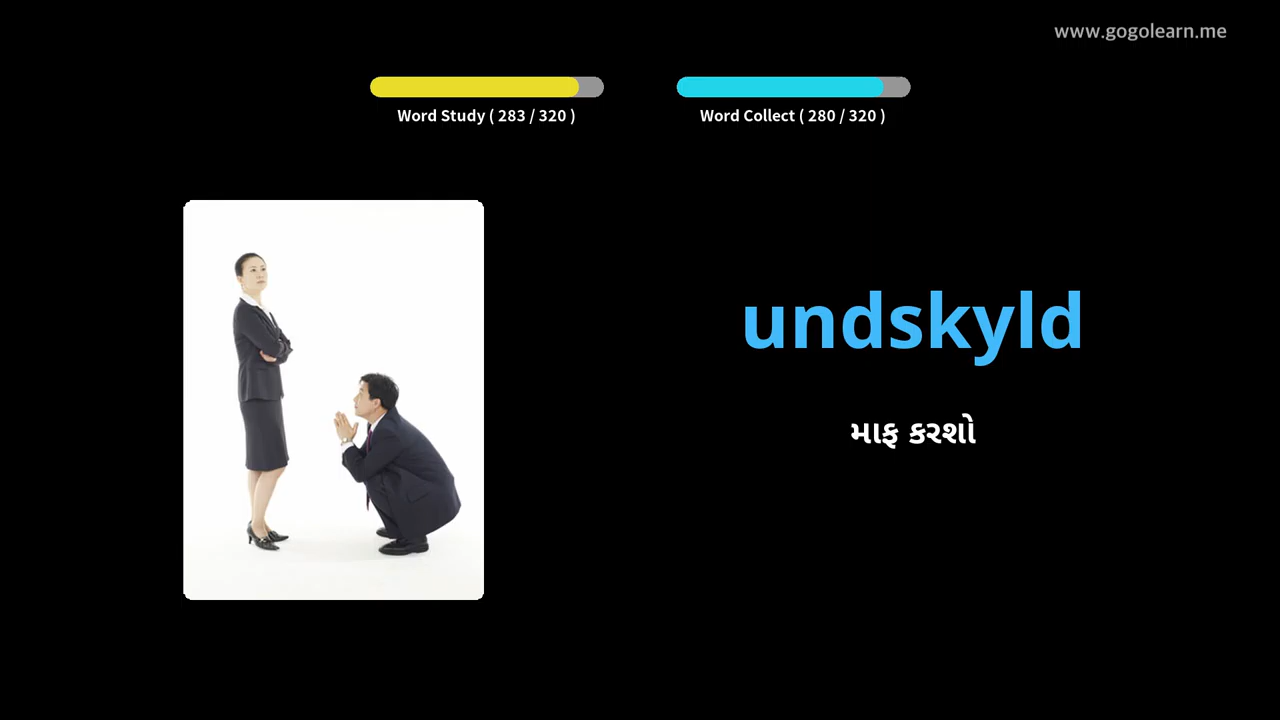 www.gogolearn.me
Word Study ( 283 / 320 )
Word Collect ( 280 / 320 )
undskyld
માફ કરશો